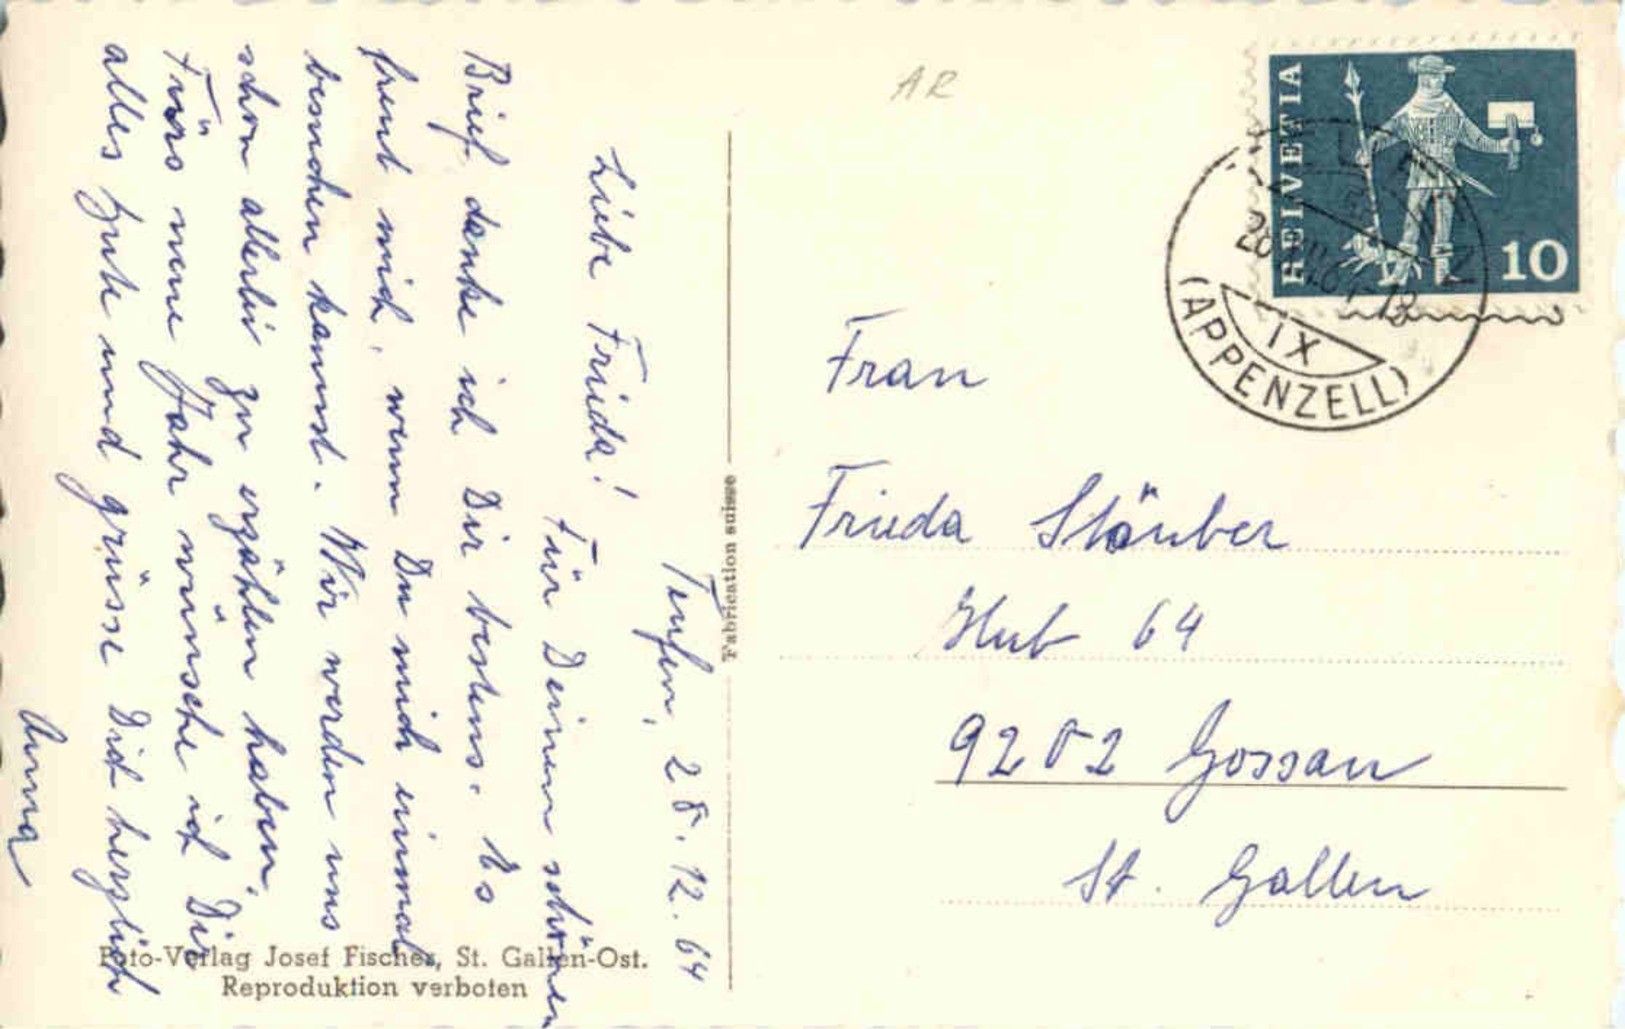 Teufen, 28.12.64
Liebe Frieda!
Für Deinen schönen
Brief danke ich Dir bestens. Es
freut mich, wenn Du mich einmal
besuchen kannst. Wir werden uns
schon allerlei zu erzählen haben.
Fürs neue Jahr wünsche ich Dir
alles Gute und grüsse Dich herzlich
Anna
Foto-Verlag Josef Fischer, St. Gallen-Ost.
Reproduktion verboten
Fabrication suisse
AR
HELVETIA
10
IX
(APPENZELL)
Frau
Frieda Stäuber
Hub 64
9202 Gossau
St. Gallen